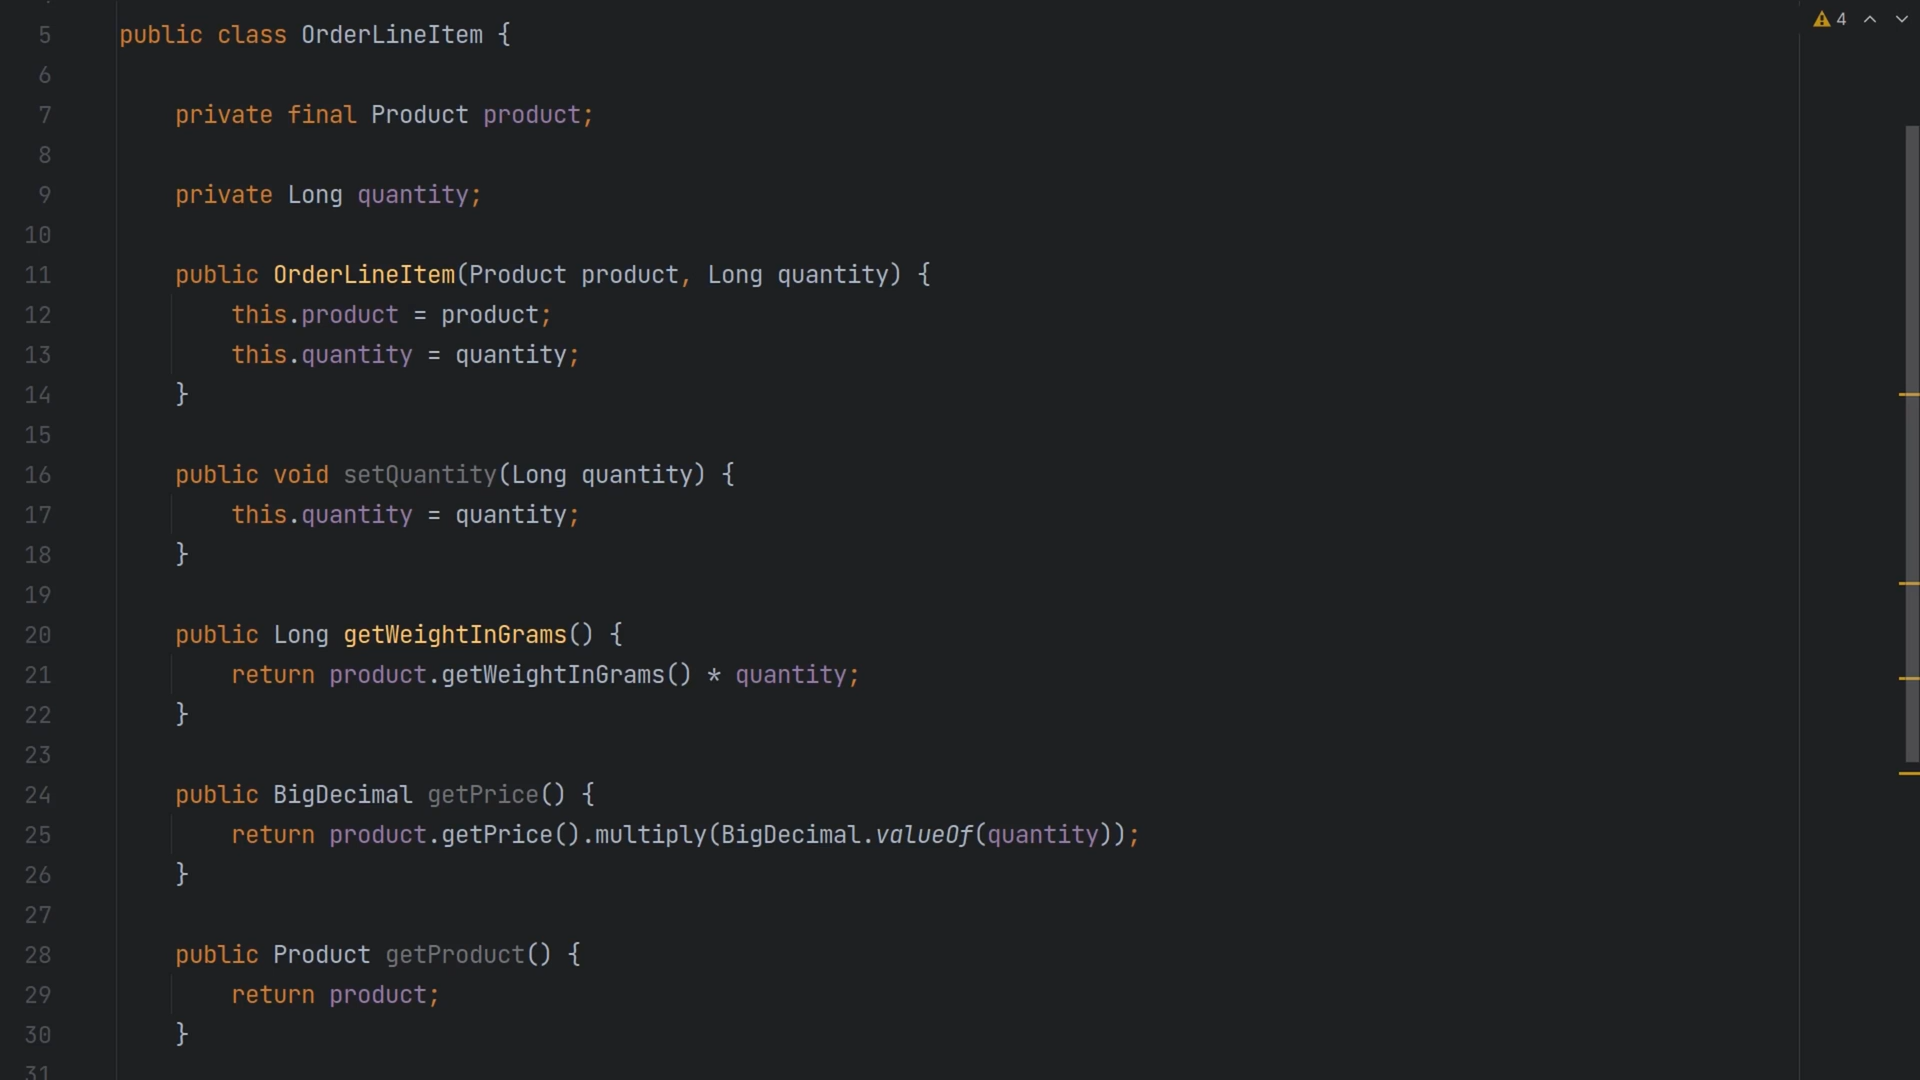 4
5 public class OrderLineItem {
6
7 private final Product product;
8
9 private Long quantity;
10
11 public OrderLineItem(Product product, Long quantity) {
12 this.product = product;
13 this.quantity = quantity;
14 }
15
16 public void setQuantity(Long quantity) {
17 this.quantity = quantity;
18 }
19
20 public Long getWeightInGrams() {
21 return product.getWeightInGrams() * quantity;
22 }
23
24 public BigDecimal getPrice() {
25 return product.getPrice().multiply(BigDecimal.valueOf(quantity));
26 }
27
28 public Product getProduct() {
29 return product;
30 }
31